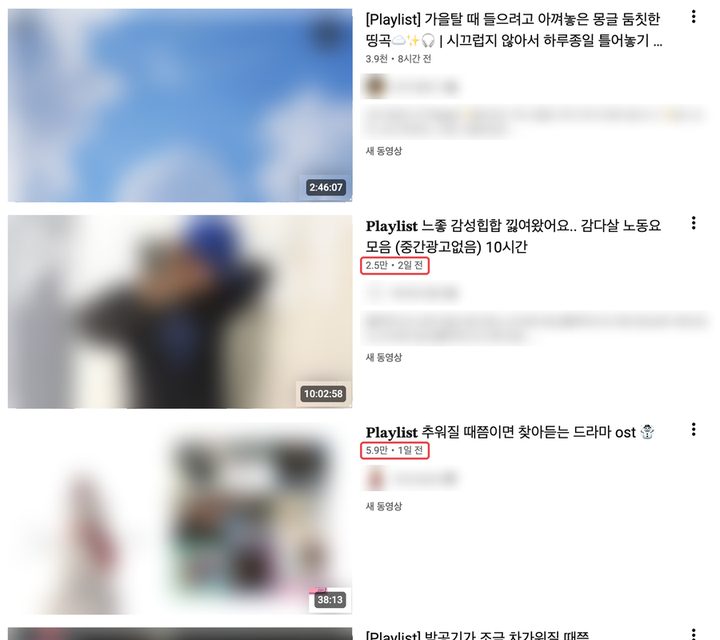 [Playlist] 가을탈 때 들으려고 아껴놓은 몽글 둠칫한
띵곡☁️✨🎧 | 시끄럽지 않아서 하루종일 틀어놓기 ...
3.9천 • 8시간 전
새 동영상
2:46:07
Playlist 느좋 감성힙합 낋여왔어요.. 감다살 노동요
모음 (중간광고없음) 10시간
2.5만 • 2일 전
새 동영상
10:02:58
Playlist 추워질 때쯤이면 찾아듣는 드라마 ost ☃️
5.9만 • 1일 전
새 동영상
38:13
[Playlist] 밤공기가 조금 차가워질 때쯤